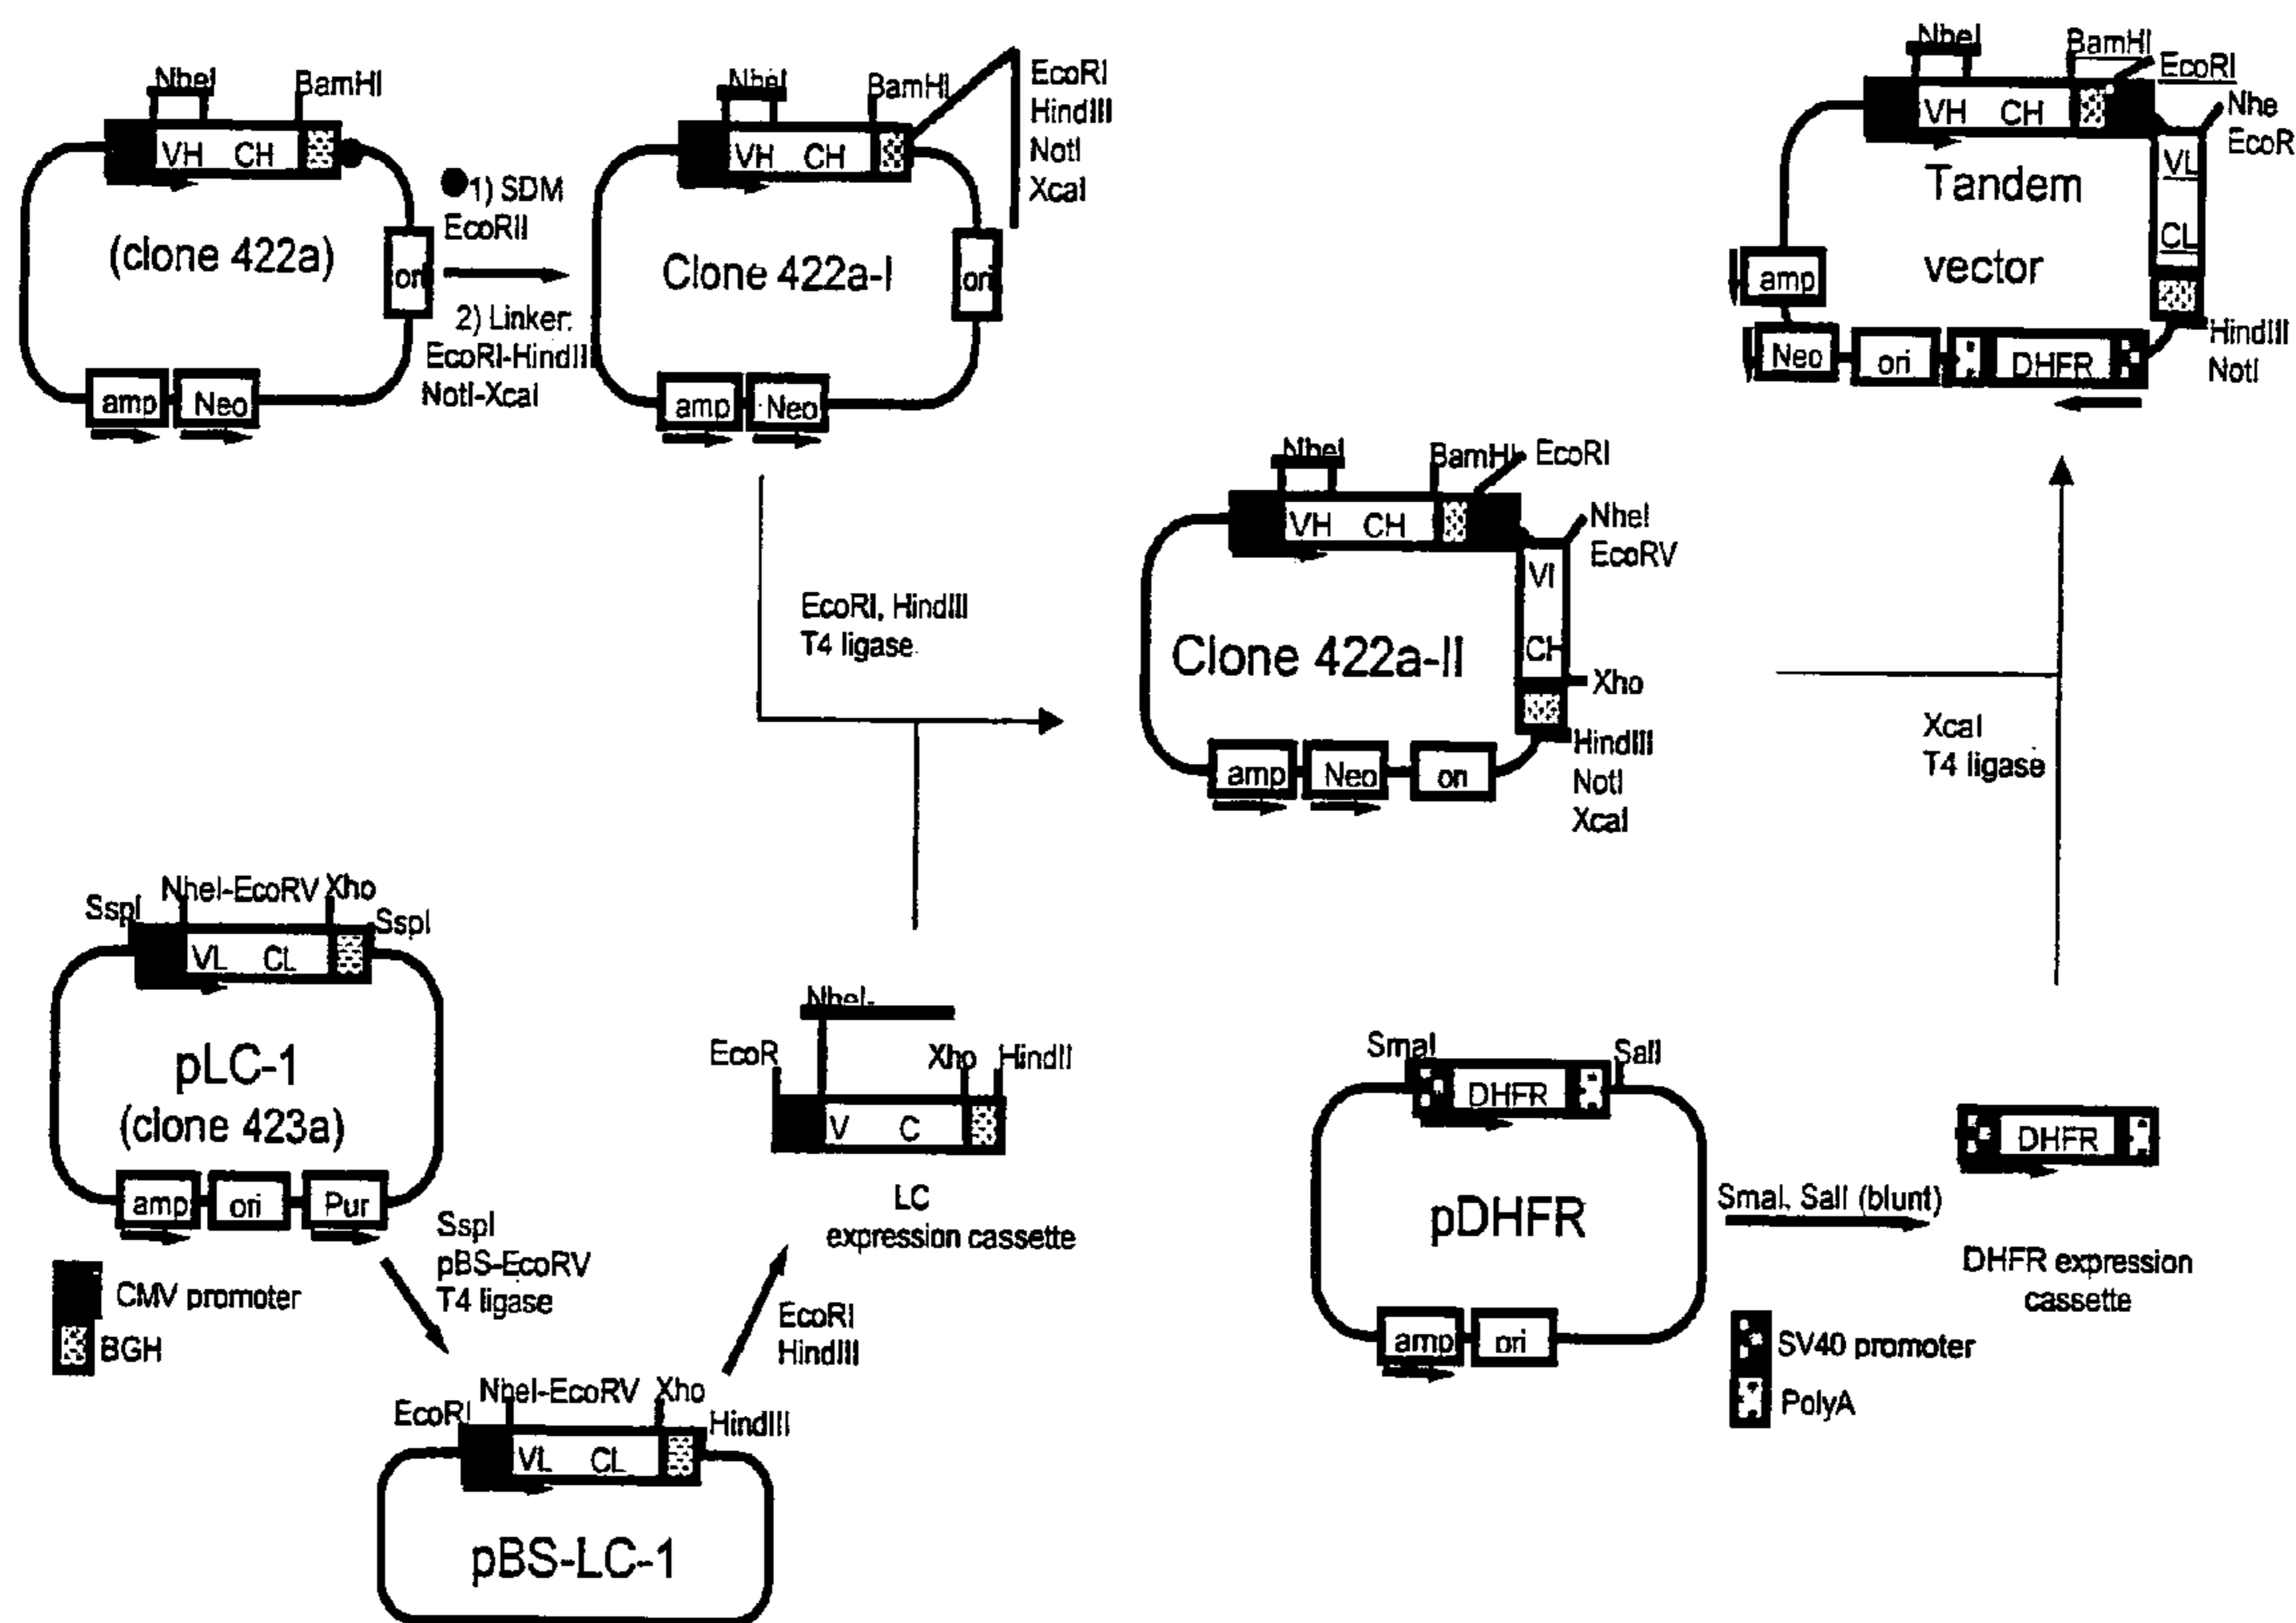 NheI
BamHI
VH CH
(clone 422a)
ori
amp
Neo
1) SDM
EcoRII
2) Linker:
EcoRI-HindII
NotI-XcaI
NheI
BamHI
EcoRI
HindIII
NotI
XcaI
VH CH
Clone 422a-I
ori
amp
Neo
NheI
BamHI
EcoRI
Nhe
EcoR
VH CH
VL
CL
Tandem
vector
amp
Neo
ori
DHFR
HindIII
NotI
EcoRI, HindIII
T4 ligase
NheI
BamHI
EcoRI
NheI
EcoRV
VH CH
Vl
CH
Xho
Clone 422a-II
HindIII
NotI
XcaI
amp
Neo
ori
XcaI
T4 ligase
SspI
NheI-EcoRV
Xho
SspI
VL CL
pLC-1
(clone 423a)
amp
ori
Pur
CMV promoter
BGH
SspI
pBS-EcoRV
T4 ligase
NheI-
EcoR
Xho
HindII
V C
LC
expression cassette
EcoRI
HindIII
EcoRI
NheI-EcoRV
Xho
HindIII
VL CL
pBS-LC-1
SmaI
SalI
DHFR
pDHFR
amp
ori
SmaI, SalI (blunt)
DHFR
DHFR expression
cassette
SV40 promoter
PolyA